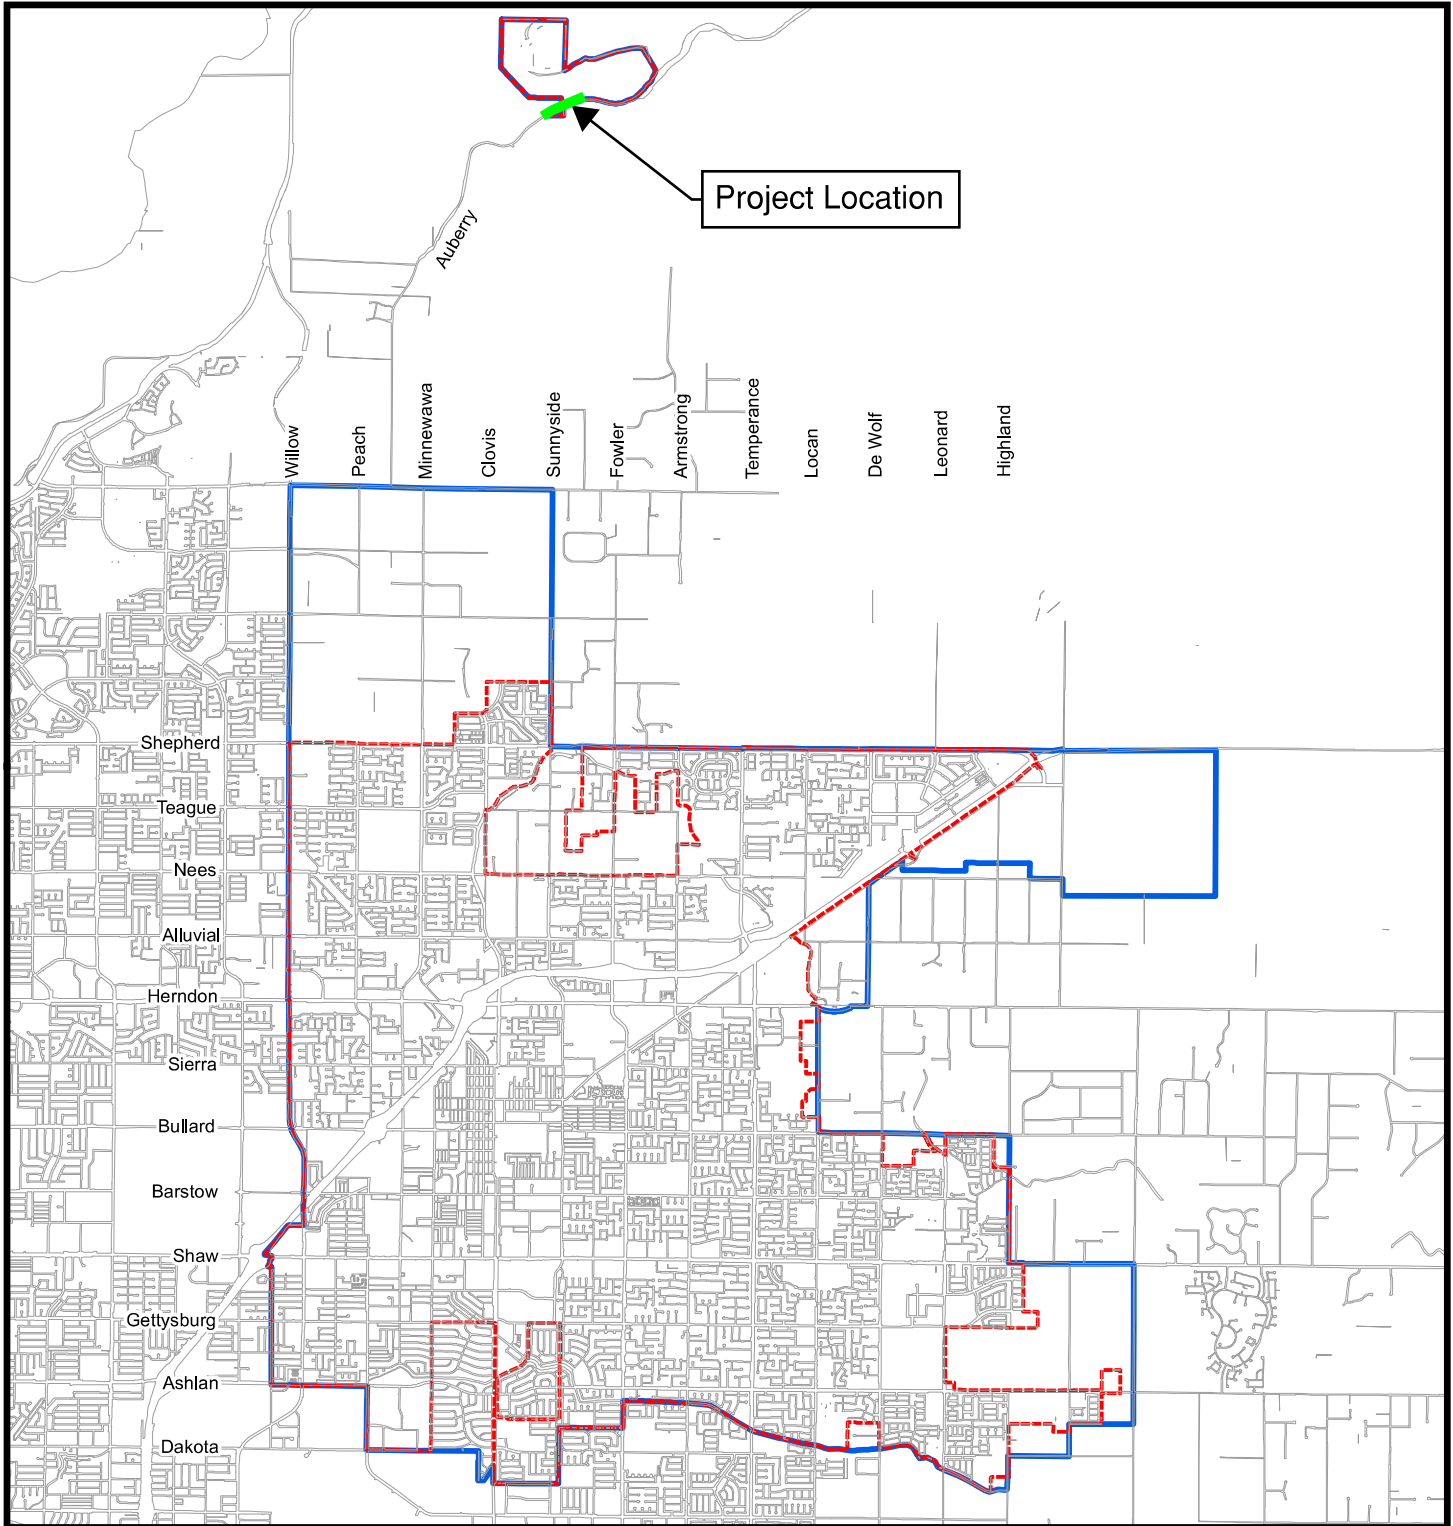 Project Location
Auberry
Willow
Peach
Minnewawa
Clovis
Sunnyside
Fowler
Armstrong
Temperance
Locan
De Wolf
Leonard
Highland
Shepherd
Teague
Nees
Alluvial
Herndon
Sierra
Bullard
Barstow
Shaw
Gettysburg
Ashlan
Dakota